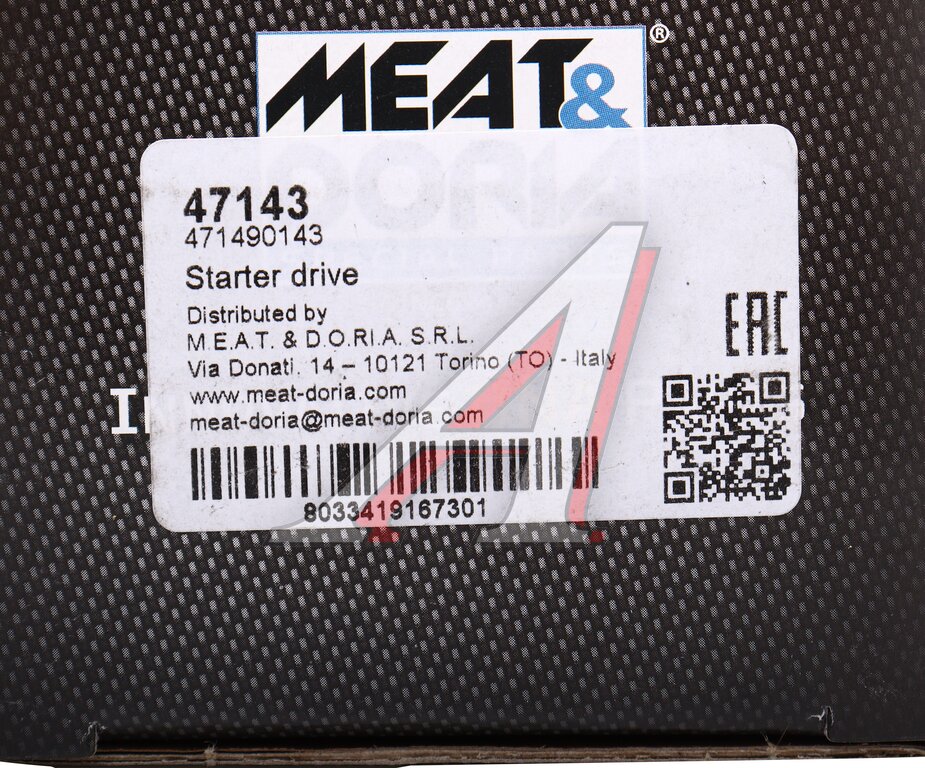 MEAT&®
DORIA
47143
471490143
Starter drive
Distributed by
M.E.A.T. & D.O.R.I.A. S.R.L.
Via Donati. 14 – 10121 Torino (TO) - Italy
www.meat-doria.com
meat-doria@meat-doria.com
8033419167301
EAC